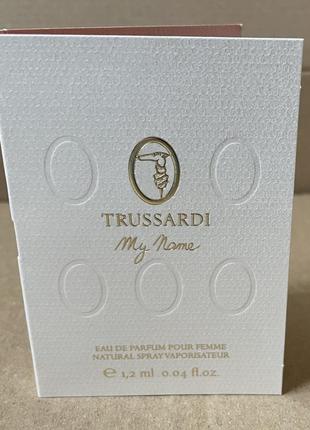 TRUSSARDI
My Name
EAU DE PARFUM POUR FEMME
NATURAL SPRAY VAPORISATEUR
℮ 1,2 ml 0.04 fl.oz.